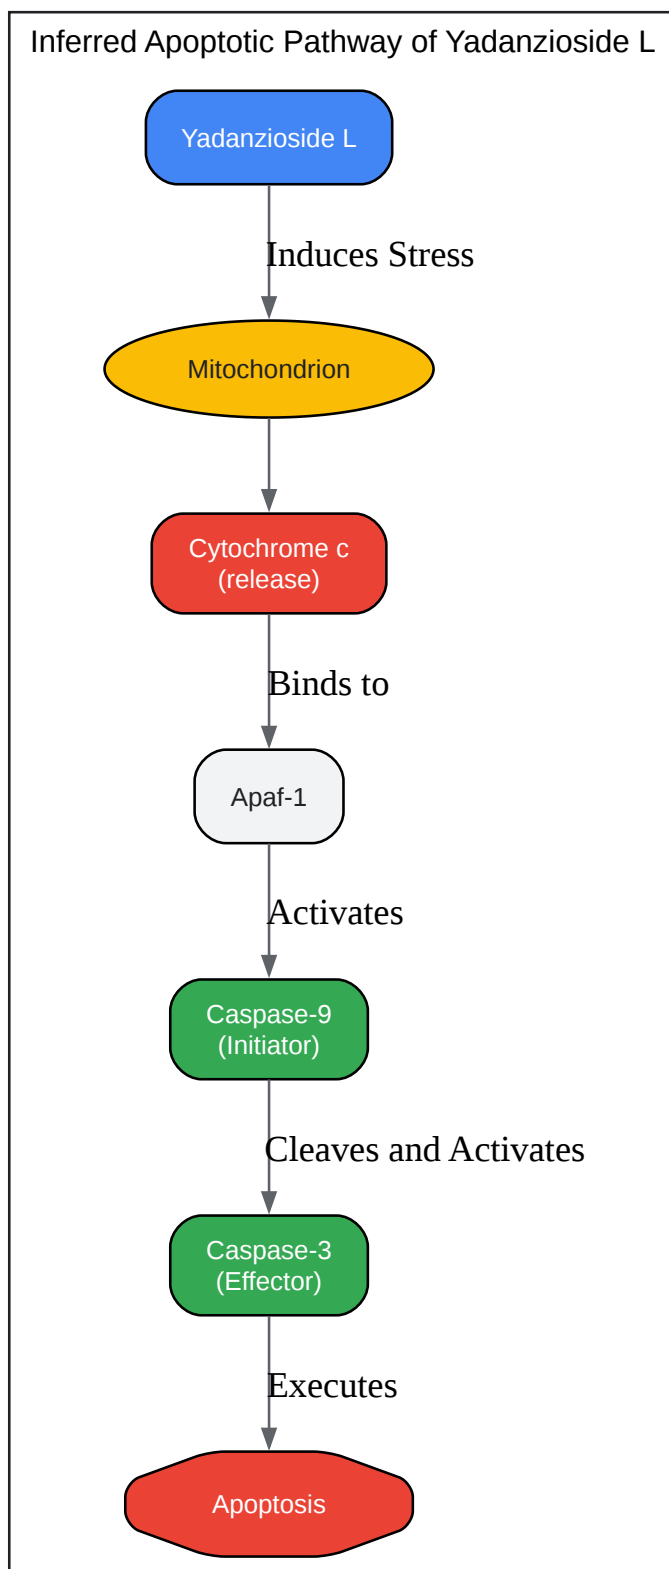 Inferred Apoptotic Pathway of Yadanzioside L
Yadanzioside L
Induces Stress
Mitochondrion
Cytochrome c
(release)
Binds to
Apaf-1
Activates
Caspase-9
(Initiator)
Cleaves and Activates
Caspase-3
(Effector)
Executes
Apoptosis